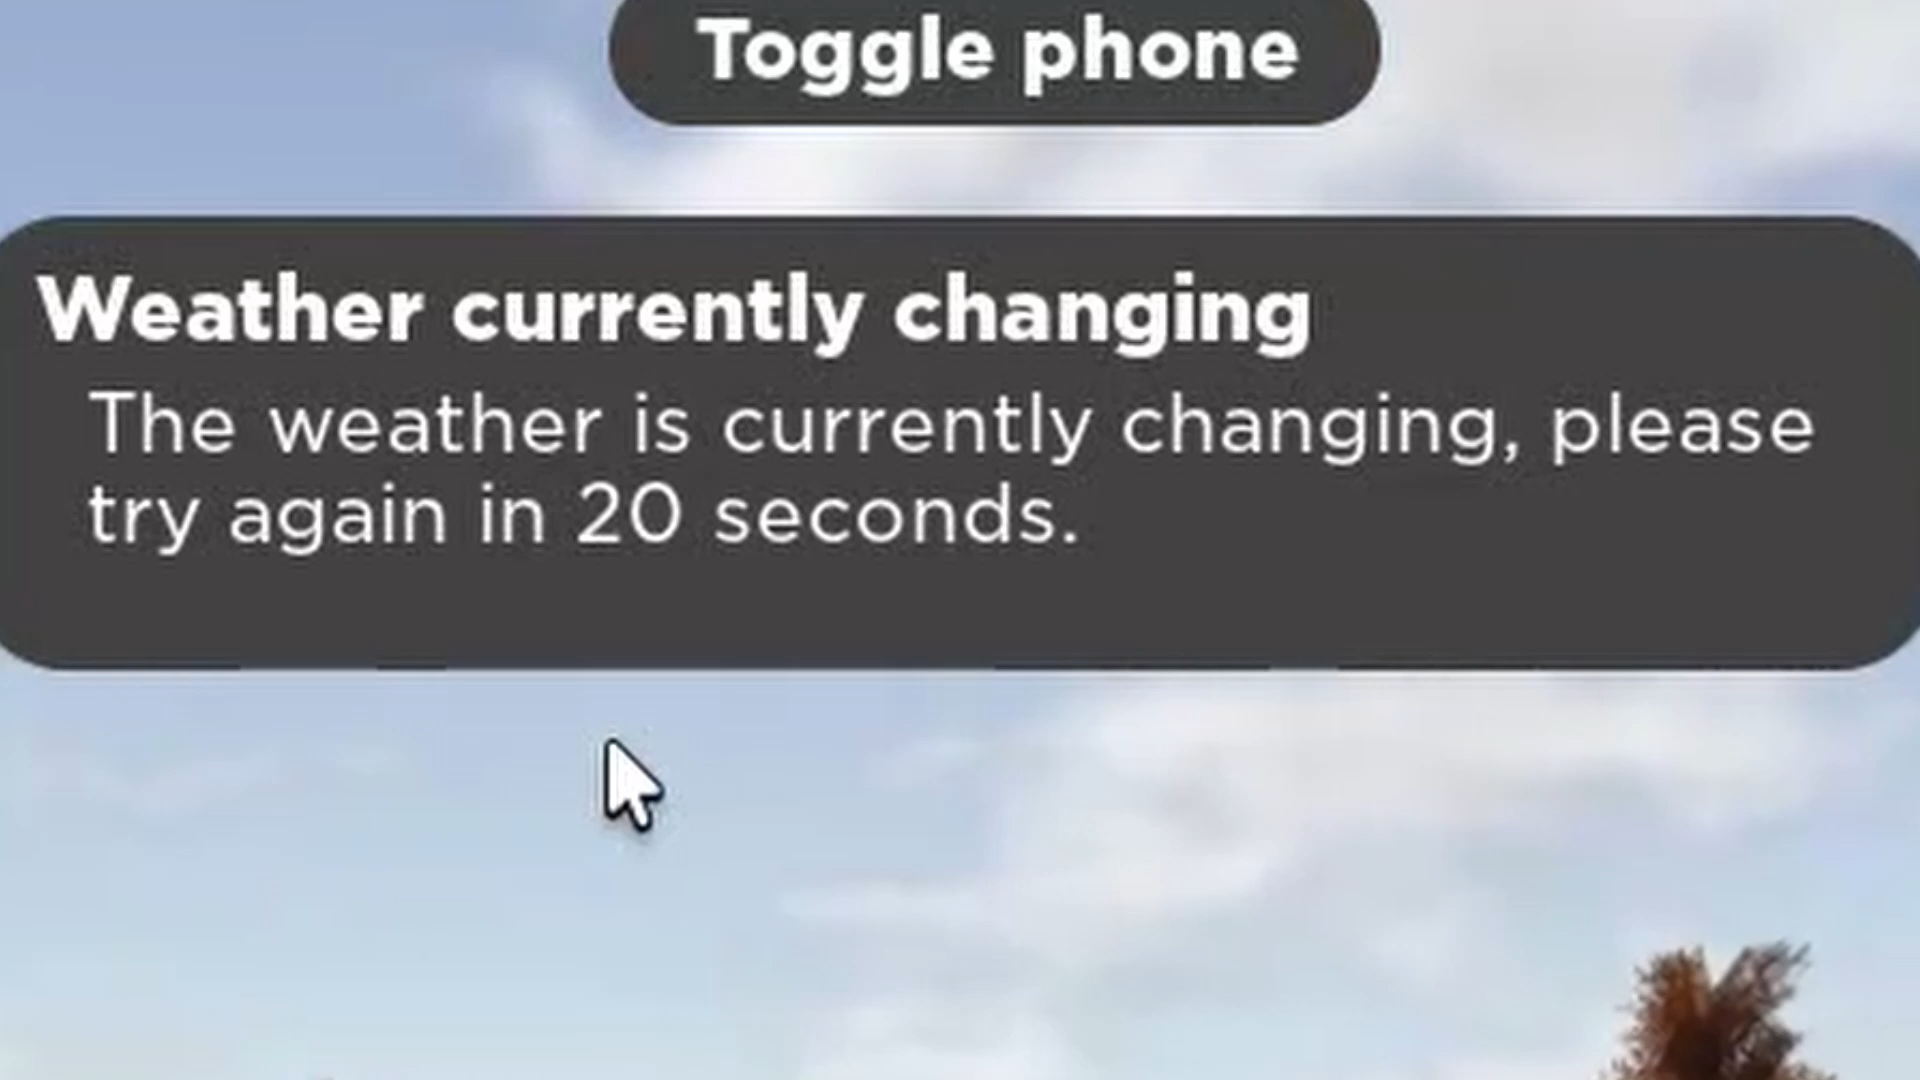 Toggle phone
Weather currently changing
The weather is currently changing, please
try again in 20 seconds.